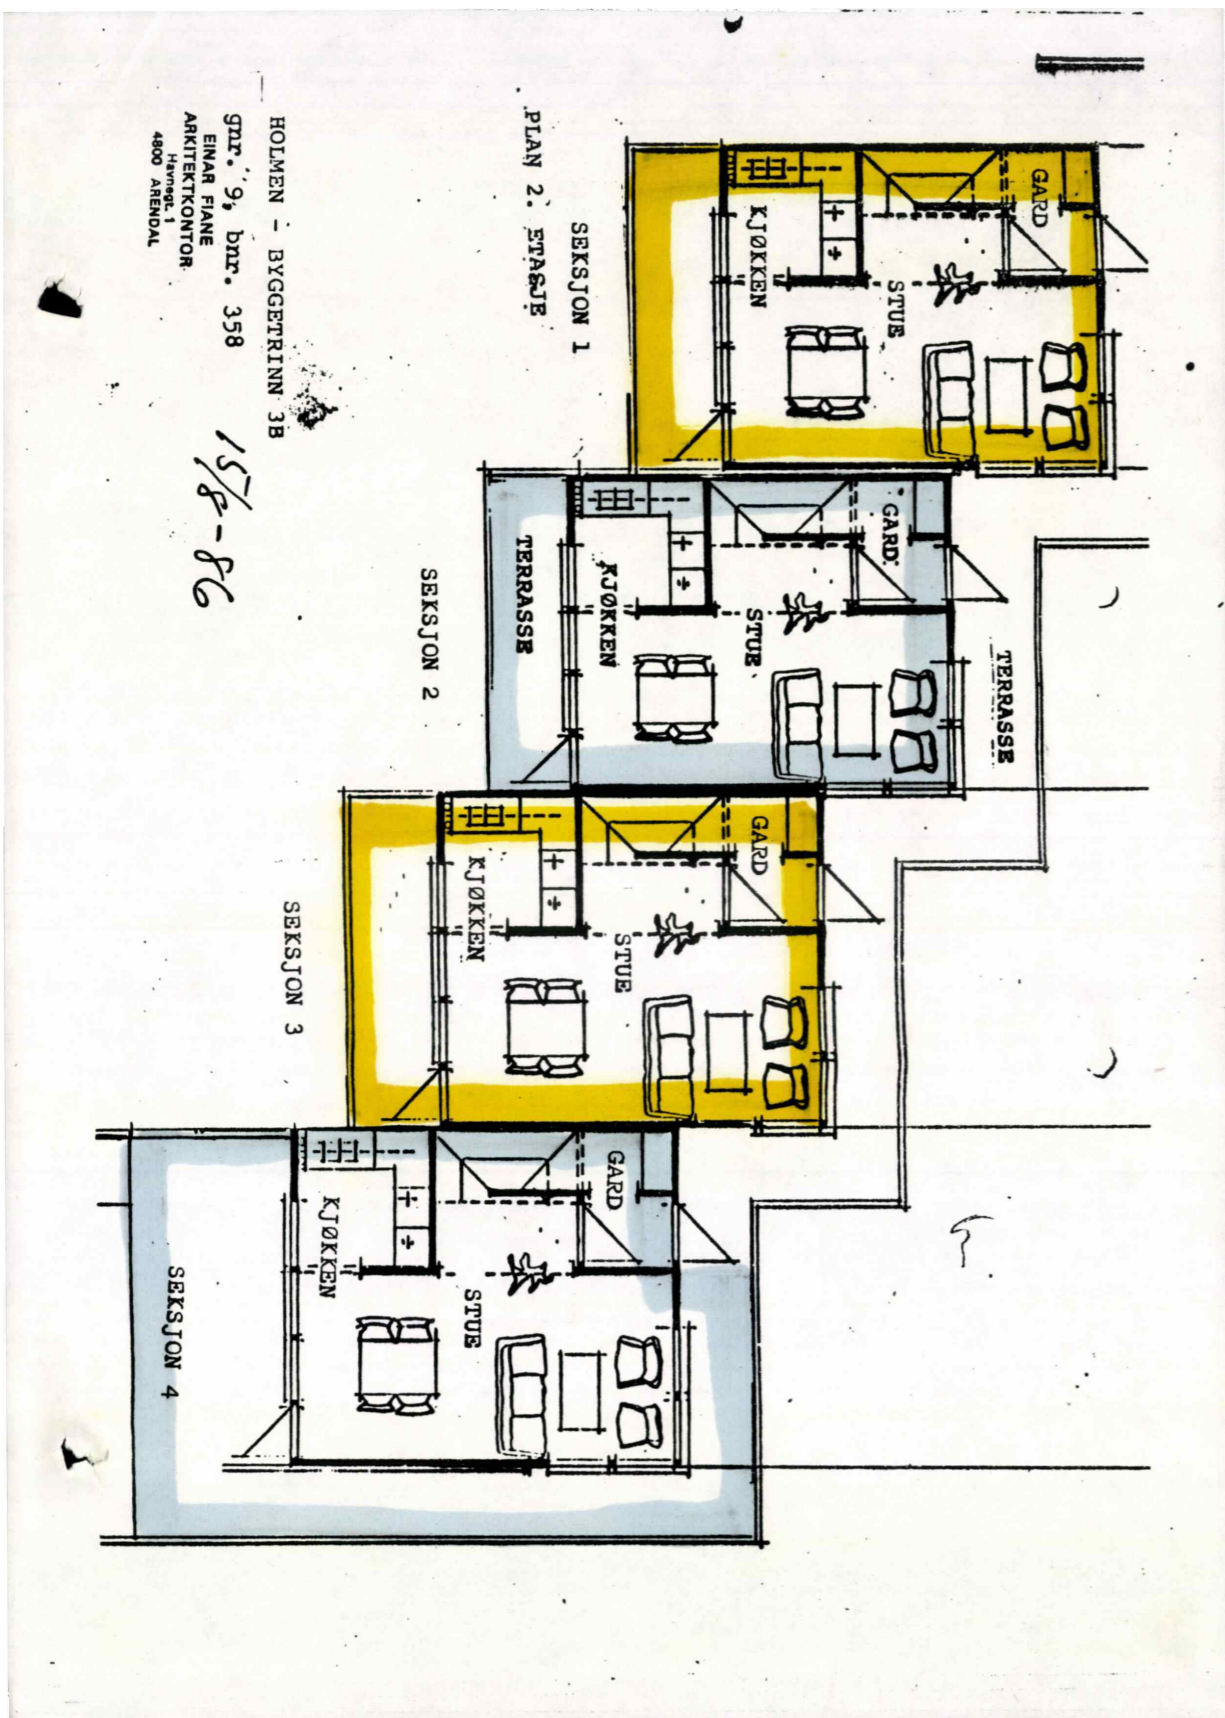 GARD
KJØKKEN
STUE
SEKSJON 1
PLAN 2. ETASJE
GARD.
TERRASSE
KJØKKEN
STUE
TERRASSE
SEKSJON 2
GARD
KJØKKEN
STUE
SEKSJON 3
GARD
KJØKKEN
STUE
SEKSJON 4
HOLMEN - BYGGETRINN 3B
gnr. 9, bnr. 358
EINAR FIANE
ARKITEKTKONTOR
Havnegt. 1
4800 ARENDAL
15/8-86